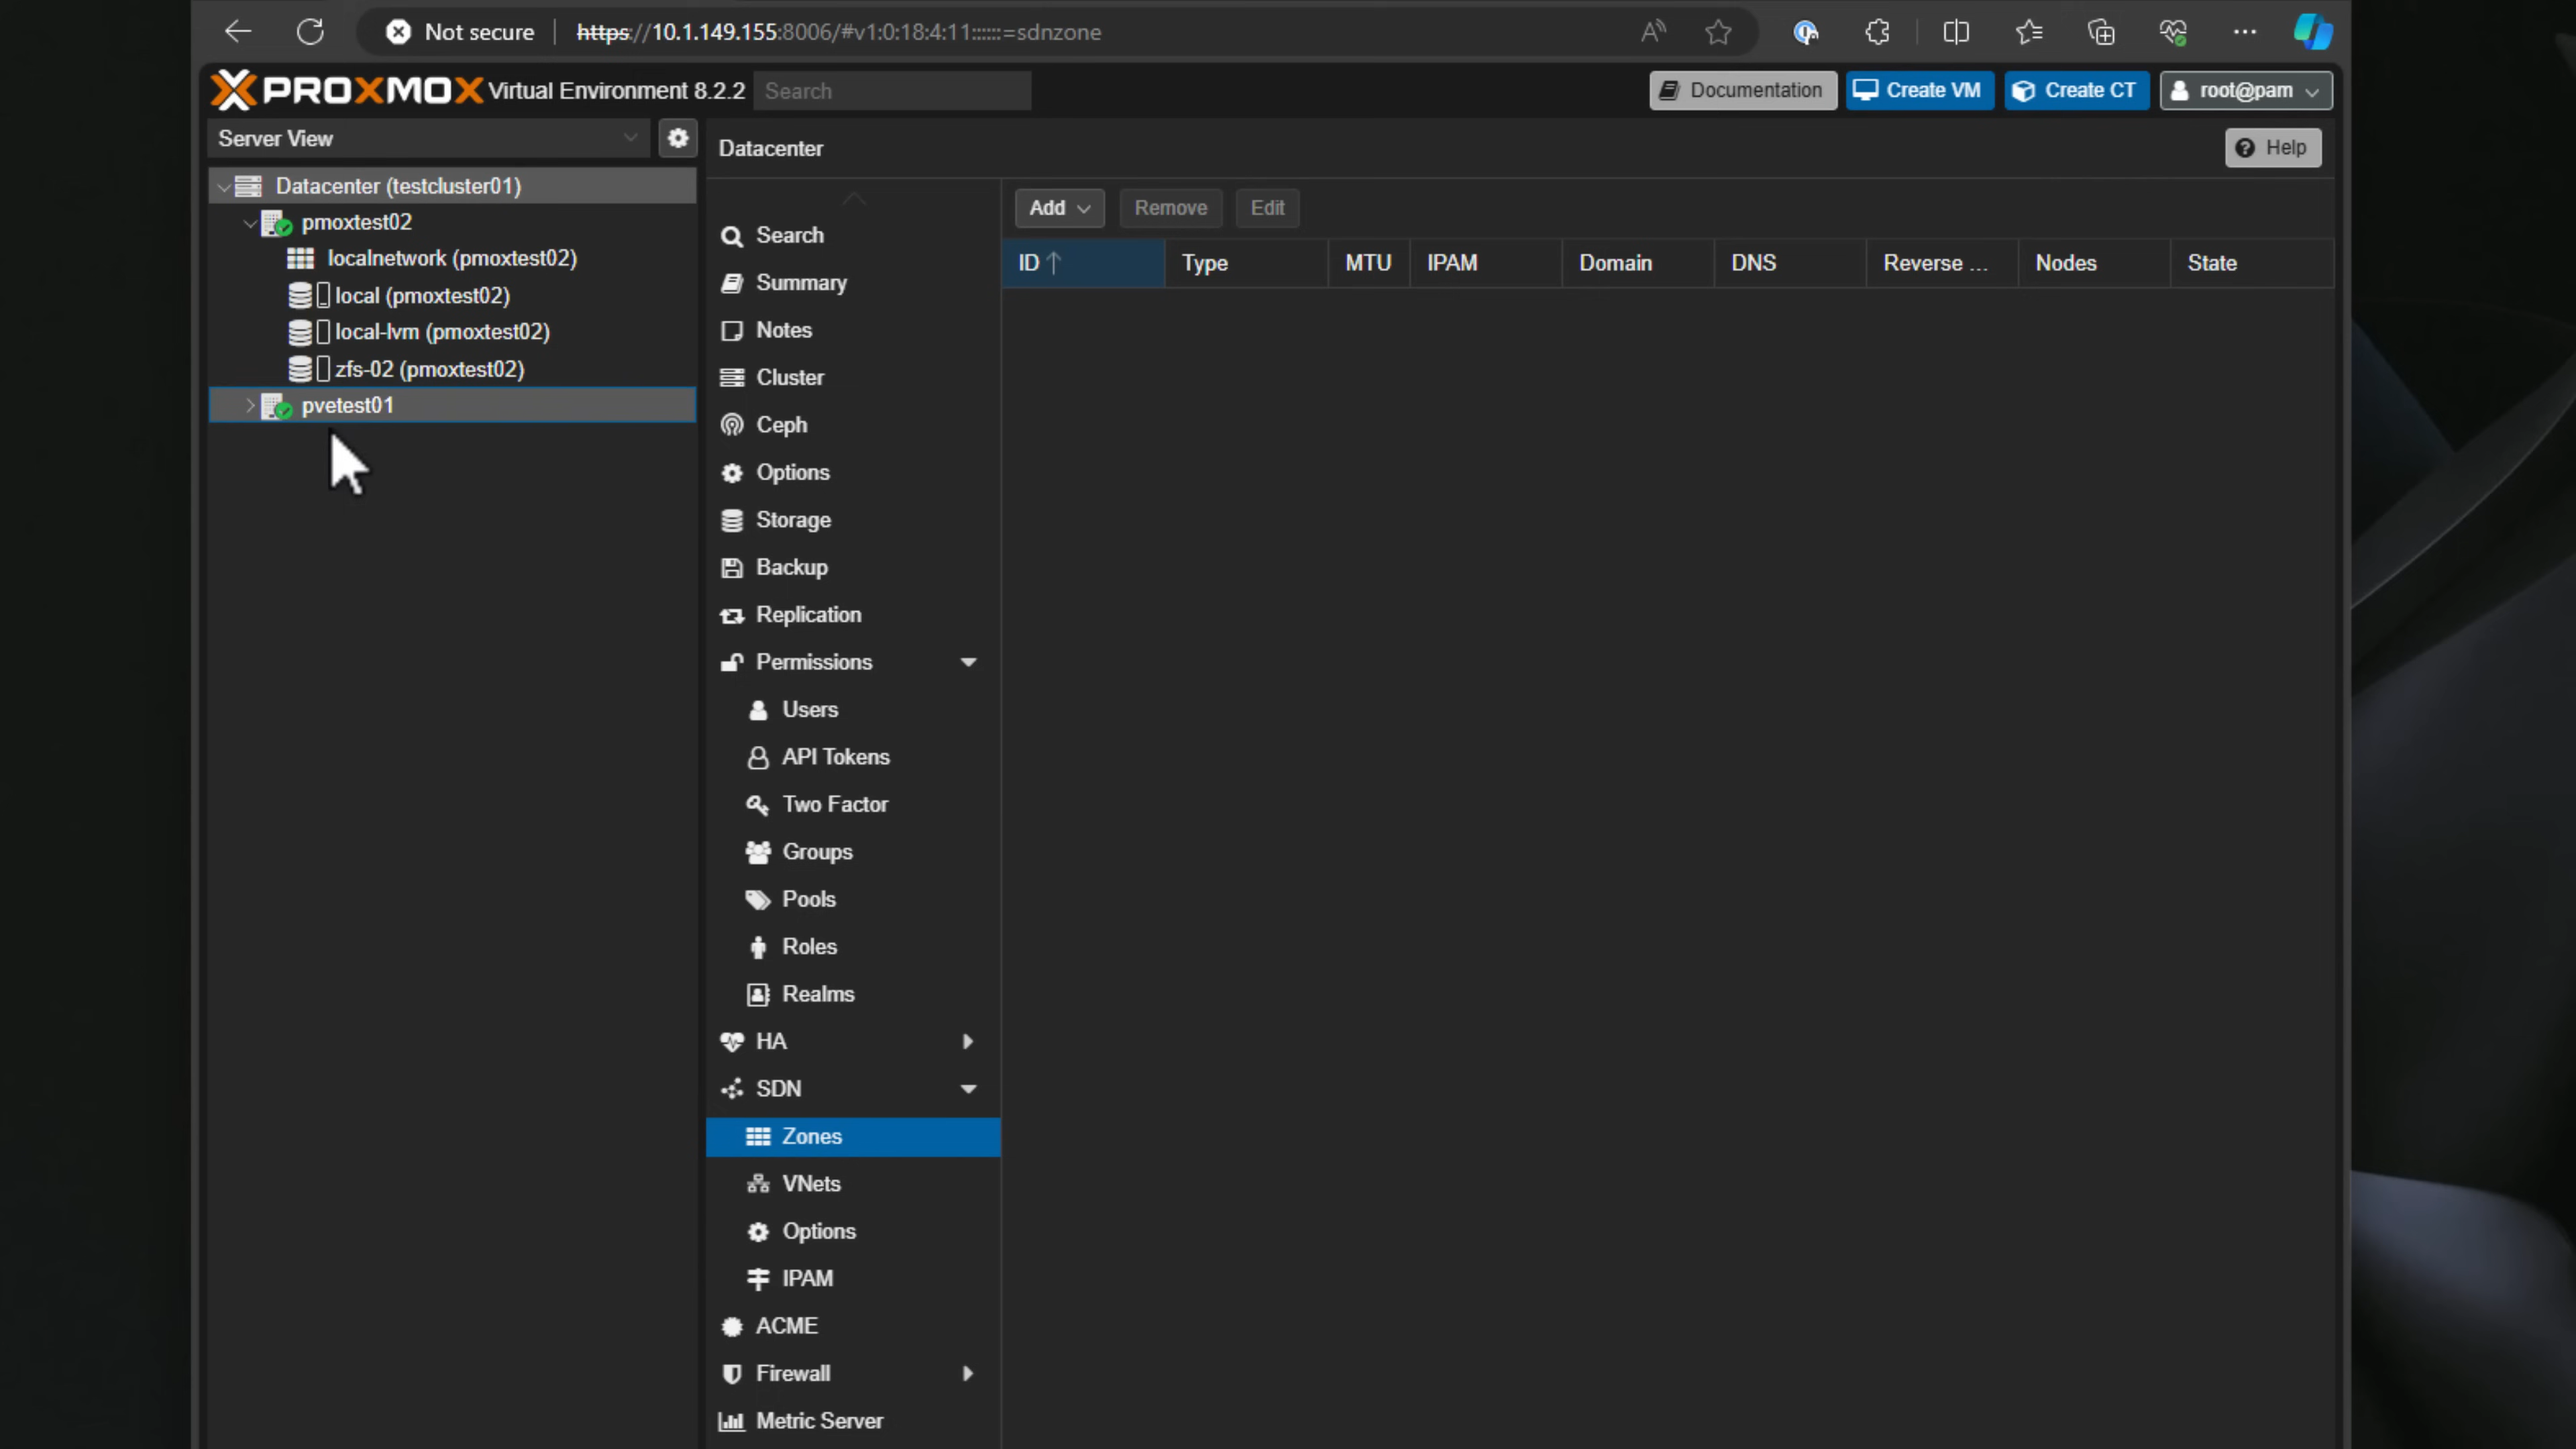 Not secure https://10.1.149.155:8006/#v1:0:18:4:11::::::=sdnzone
PROXMOX Virtual Environment 8.2.2 Search Documentation Create VM Create CT root@pam
Server View
Datacenter
Help
Datacenter (testcluster01)
pmoxtest02
localnetwork (pmoxtest02)
local (pmoxtest02)
local-lvm (pmoxtest02)
zfs-02 (pmoxtest02)
pvetest01
Search
Summary
Notes
Cluster
Ceph
Options
Storage
Backup
Replication
Permissions
Users
API Tokens
Two Factor
Groups
Pools
Roles
Realms
HA
SDN
Zones
VNets
Options
IPAM
ACME
Firewall
Metric Server
Add Remove Edit
ID Type MTU IPAM Domain DNS Reverse ... Nodes State